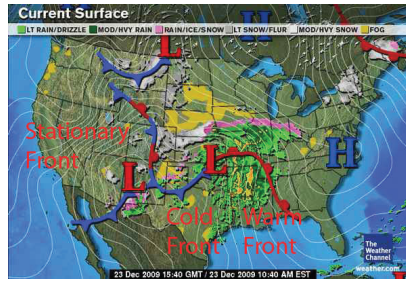 Current Surface
LT RAIN/DRIZZLE MOD/HVY RAIN RAIN/ICE/SNOW LT SNOW/FLUR MOD/HVY SNOW FOG
L
H
Stationary
Front
L
H
L
Cold
Front
Warm
Front
The
Weather
Channel
weather.com
23 Dec 2009 15:40 GMT / 23 Dec 2009 10:40 AM EST